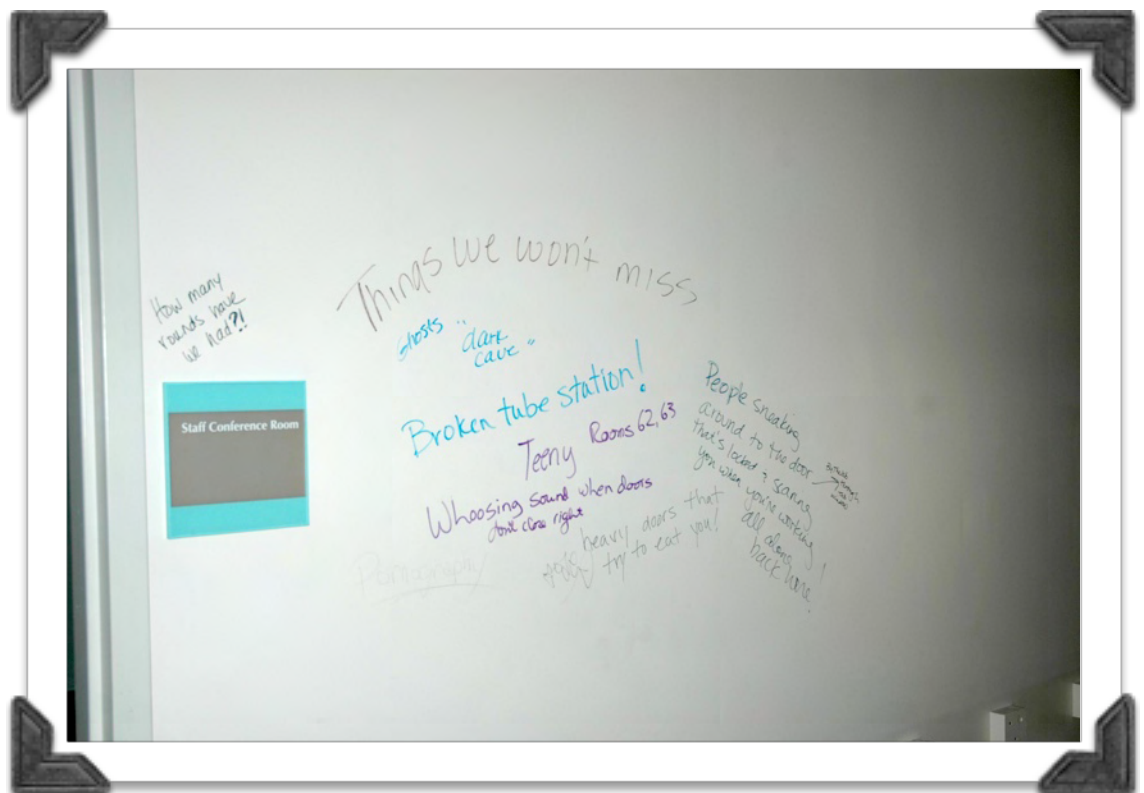 How many
rounds have
we had?!
Staff Conference Room
Things we won't miss
Ghosts "dark
cave"
Broken tube station!
Teeny Rooms 62, 63
Whoosing sound when doors
don't close right
heavy doors that
try to eat you!
People sneaking
around to the door
that's locked & scaring
you when you're working
all alone
back here!